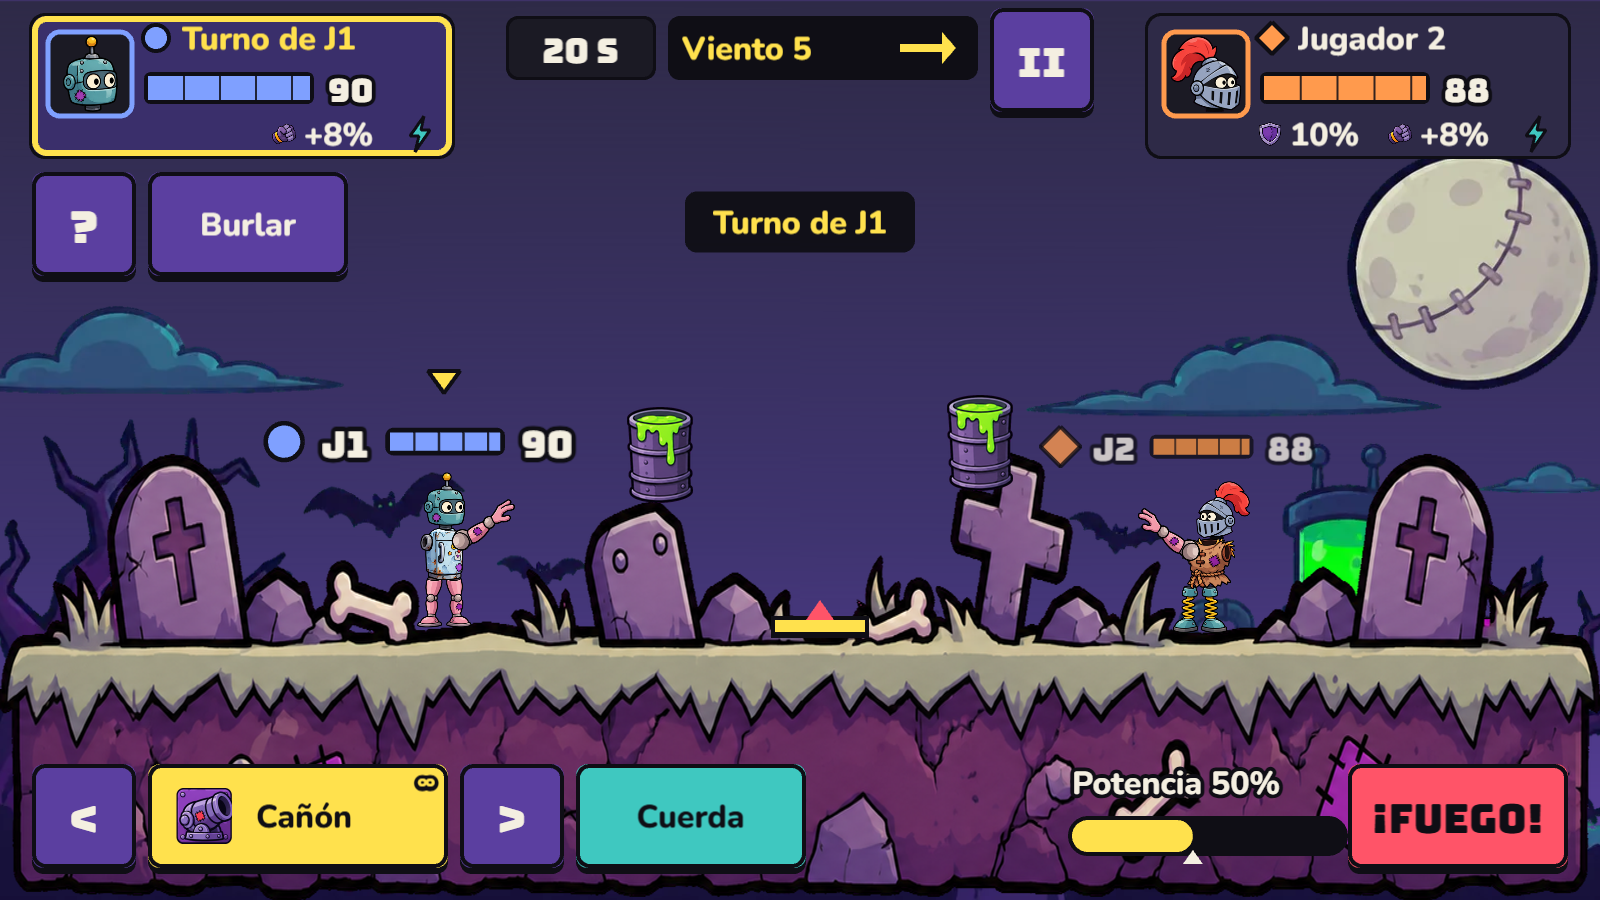 Turno de J1
90
+8%
20 S
Viento 5
II
Jugador 2
88
10%
+8%
?
Burlar
Turno de J1
J1
90
J2
88
<
Cañón
∞
>
Cuerda
Potencia 50%
¡FUEGO!